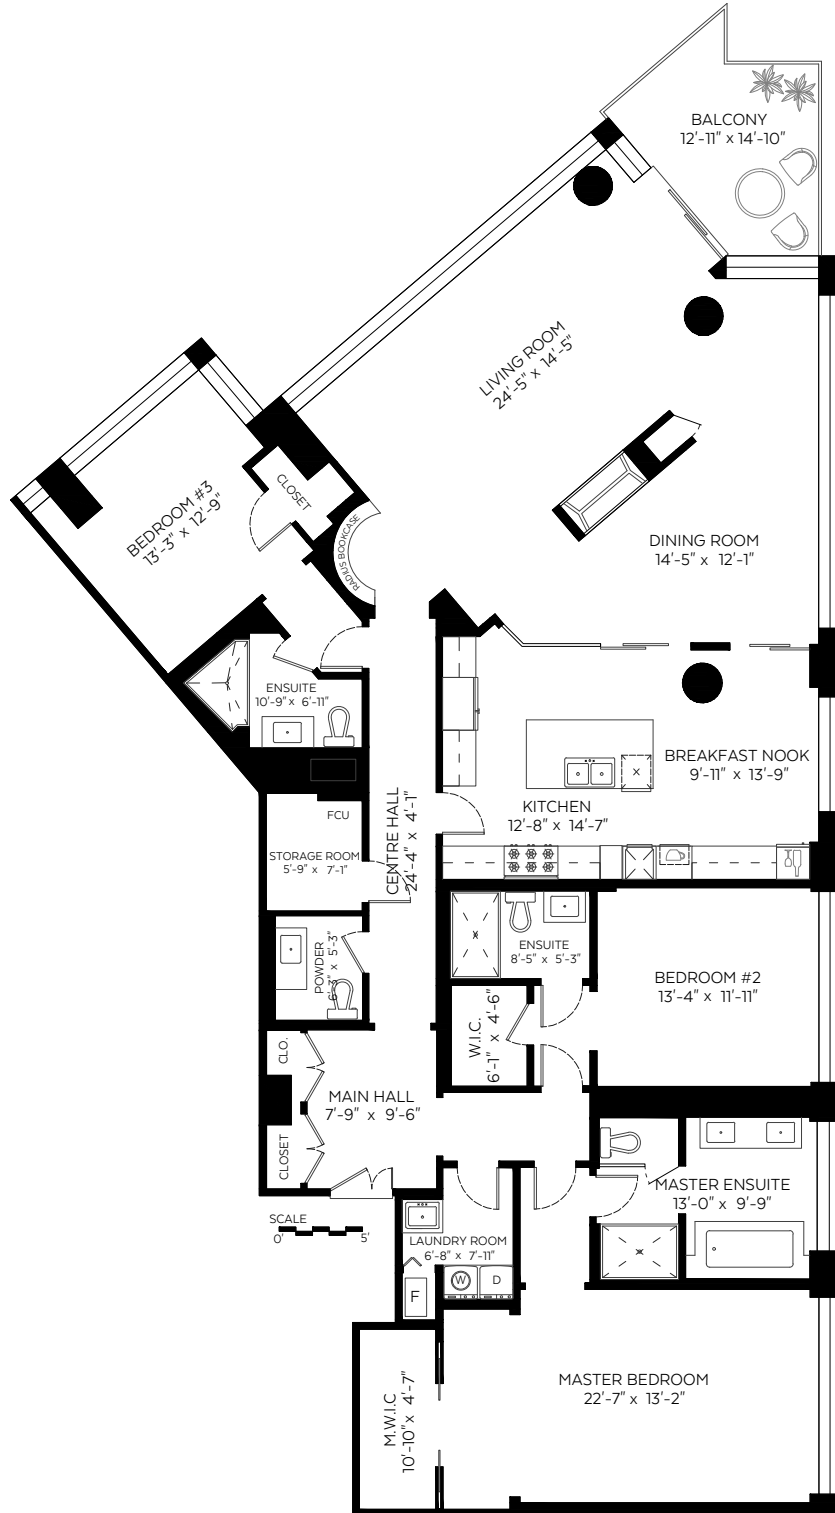 BALCONY
12'-11" x 14'-10"
LIVING ROOM
24'-5" x 14'-5"
CLOSET
BEDROOM #3
13'-3" x 12'-9"
RADIUS BOOKCASE
DINING ROOM
14'-5" x 12'-1"
ENSUITE
10'-9" x 6'-11"
BREAKFAST NOOK
9'-11" x 13'-9"
KITCHEN
12'-8" x 14'-7"
FCU
CENTRE HALL
24'-4" x 4'-1"
STORAGE ROOM
5'-9" x 7'-1"
POWDER
6'-3" x 5'-3"
ENSUITE
8'-5" x 5'-3"
BEDROOM #2
13'-4" x 11'-11"
W.I.C.
6'-1" x 4'-6"
CLO.
MAIN HALL
7'-9" x 9'-6"
CLOSET
MASTER ENSUITE
13'-0" x 9'-9"
SCALE
0' 5'
LAUNDRY ROOM
6'-8" x 7'-11"
W D
F
MASTER BEDROOM
22'-7" x 13'-2"
M.W.I.C
10'-10" x 4'-7"